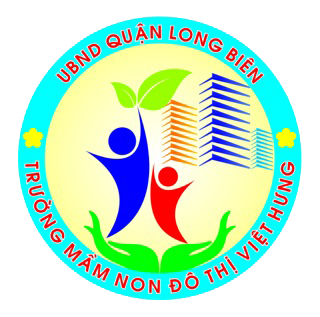 UBND QUẬN LONG BIÊN
TRƯỜNG MẦM NON ĐÔ THỊ VIỆT HƯNG